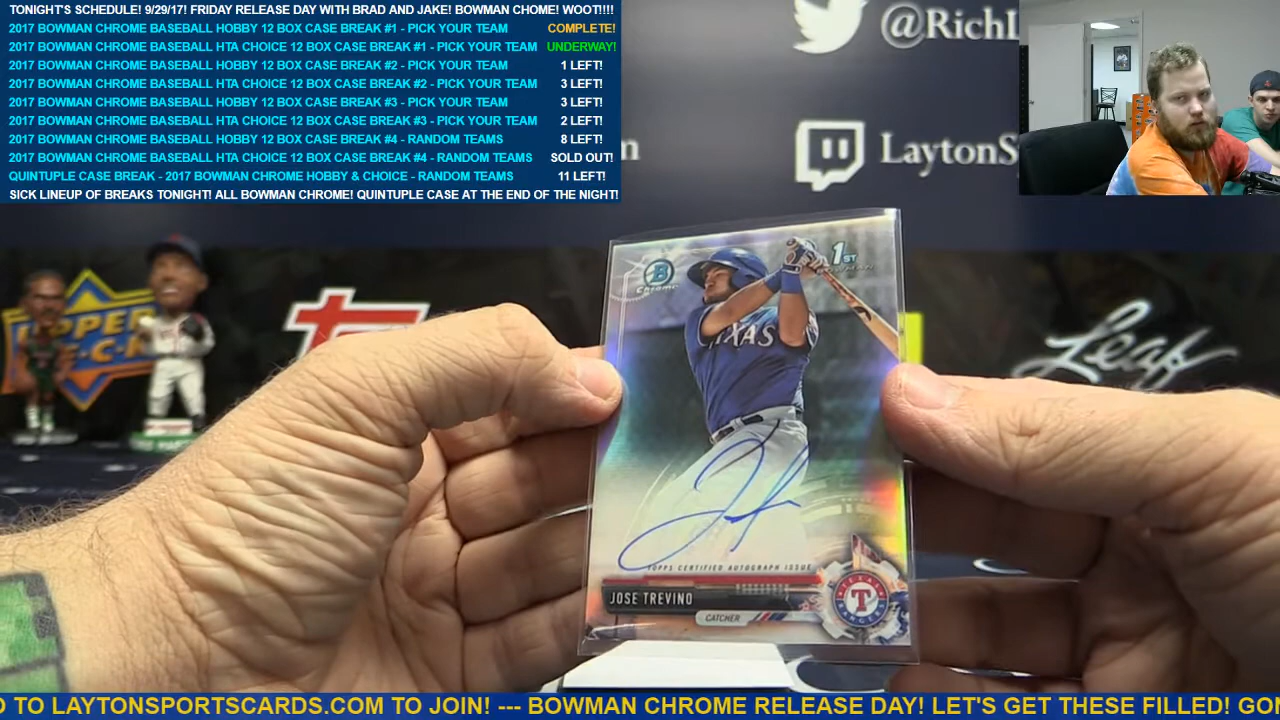 TONIGHT'S SCHEDULE! 9/29/17! FRIDAY RELEASE DAY WITH BRAD AND JAKE! BOWMAN CHOME! WOOT!!!!
2017 BOWMAN CHROME BASEBALL HOBBY 12 BOX CASE BREAK #1 - PICK YOUR TEAM COMPLETE!
2017 BOWMAN CHROME BASEBALL HTA CHOICE 12 BOX CASE BREAK #1 - PICK YOUR TEAM UNDERWAY!
2017 BOWMAN CHROME BASEBALL HOBBY 12 BOX CASE BREAK #2 - PICK YOUR TEAM 1 LEFT!
2017 BOWMAN CHROME BASEBALL HTA CHOICE 12 BOX CASE BREAK #2 - PICK YOUR TEAM 3 LEFT!
2017 BOWMAN CHROME BASEBALL HOBBY 12 BOX CASE BREAK #3 - PICK YOUR TEAM 3 LEFT!
2017 BOWMAN CHROME BASEBALL HTA CHOICE 12 BOX CASE BREAK #3 - PICK YOUR TEAM 2 LEFT!
2017 BOWMAN CHROME BASEBALL HOBBY 12 BOX CASE BREAK #4 - RANDOM TEAMS 8 LEFT!
2017 BOWMAN CHROME BASEBALL HTA CHOICE 12 BOX CASE BREAK #4 - RANDOM TEAMS SOLD OUT!
QUINTUPLE CASE BREAK - 2017 BOWMAN CHROME HOBBY & CHOICE - RANDOM TEAMS 11 LEFT!
SICK LINEUP OF BREAKS TONIGHT! ALL BOWMAN CHROME! QUINTUPLE CASE AT THE END OF THE NIGHT!
@RichL
LaytonS
UPPER
Leaf
B
Chrome
1ST
TEXAS
TOPPS CERTIFIED AUTOGRAPH ISSUE
JOSE TREVINO
CATCHER
TEXAS
T
RANGERS
O TO LAYTONSPORTSCARDS.COM TO JOIN! --- BOWMAN CHROME RELEASE DAY! LET'S GET THESE FILLED! GO